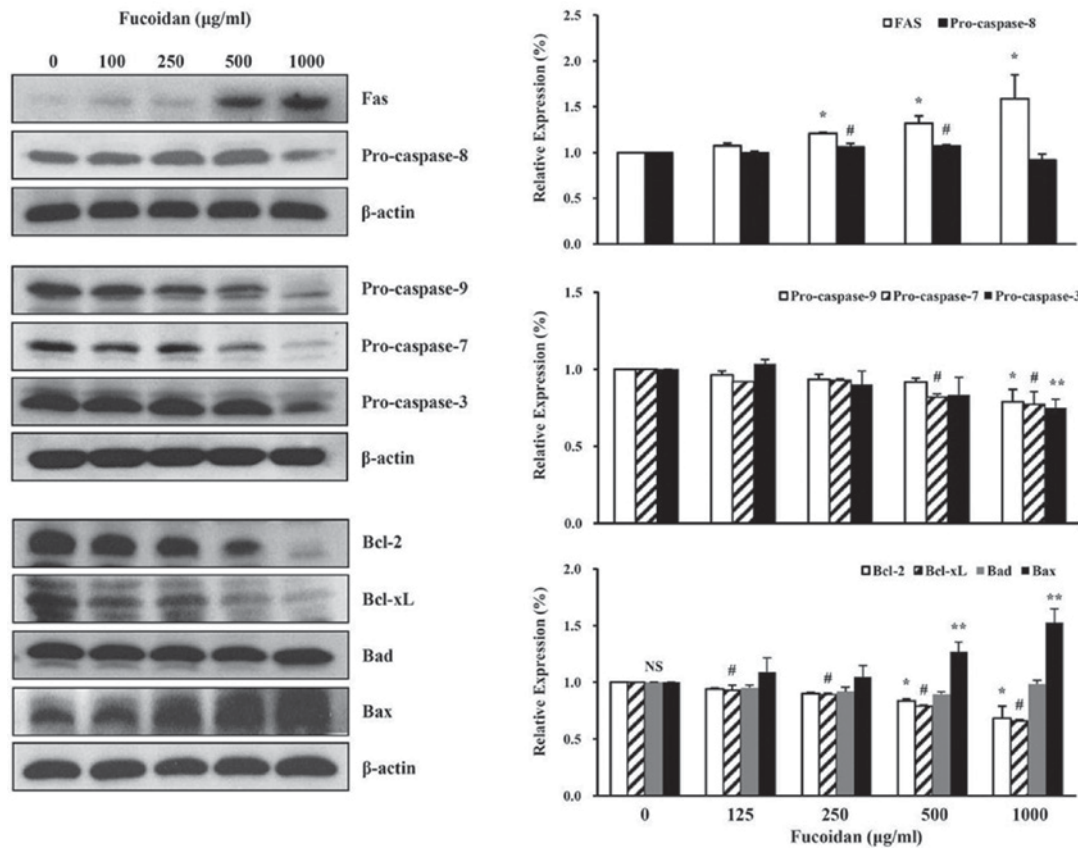 Fucoidan (µg/ml)
0 100 250 500 1000
Fas
Pro-caspase-8
β-actin
Pro-caspase-9
Pro-caspase-7
Pro-caspase-3
β-actin
Bcl-2
Bcl-xL
Bad
Bax
β-actin
FAS Pro-caspase-8
Relative Expression (%)
2.5
2.0
1.5
1.0
0.5
0.0
* # * # *
Pro-caspase-9 Pro-caspase-7 Pro-caspase-3
Relative Expression (%)
1.5
1.0
0.5
0.0
# * # **
Bcl-2 Bcl-xL Bad Bax
Relative Expression (%)
2.0
1.5
1.0
0.5
0.0
NS # # * # ** * # **
0 125 250 500 1000
Fucoidan (µg/ml)